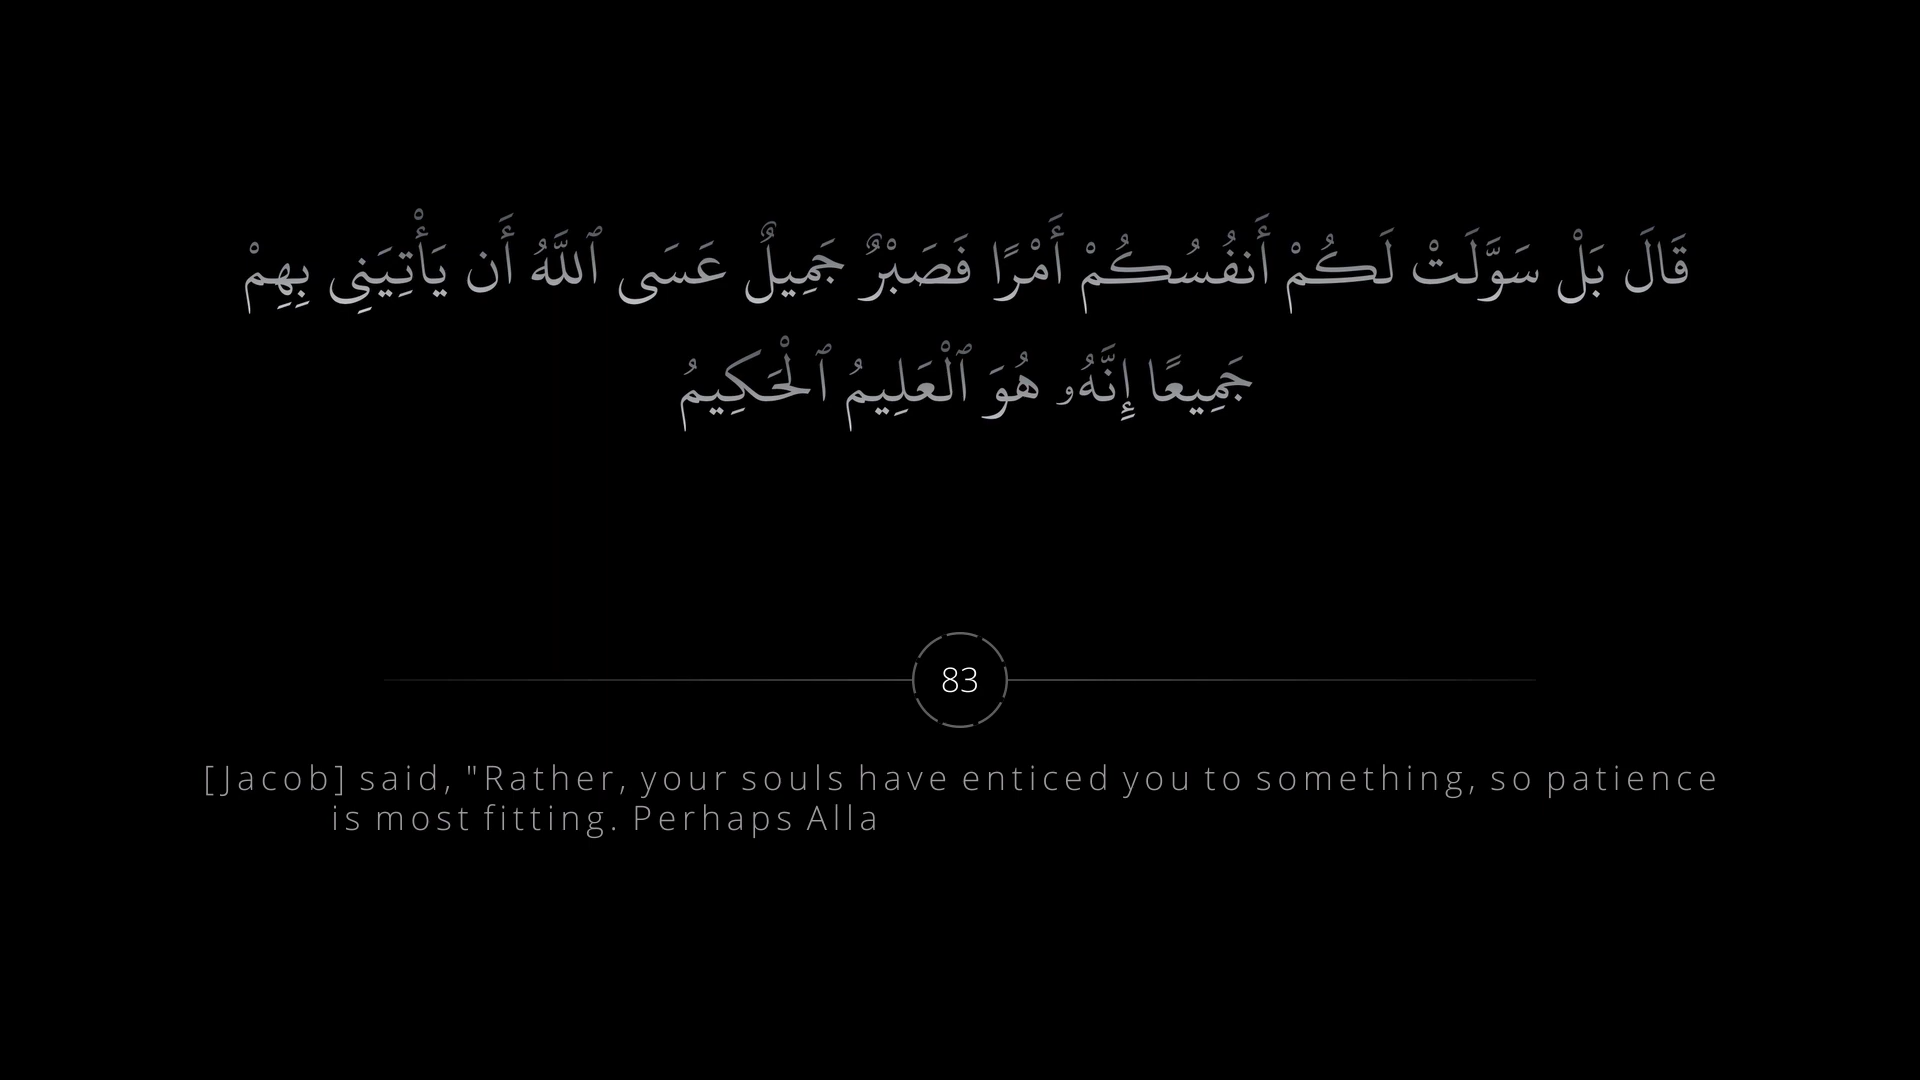 قَالَ بَلْ سَوَّلَتْ لَكُمْ أَنفُسُكُمْ أَمْرًا فَصَبْرٌ جَمِيلٌ عَسَى ٱللَّهُ أَن يَأْتِيَنِى بِهِمْ
جَمِيعًا إِنَّهُۥ هُوَ ٱلْعَلِيمُ ٱلْحَكِيمُ
83
[Jacob] said, "Rather, your souls have enticed you to something, so patience
is most fitting. Perhaps Alla